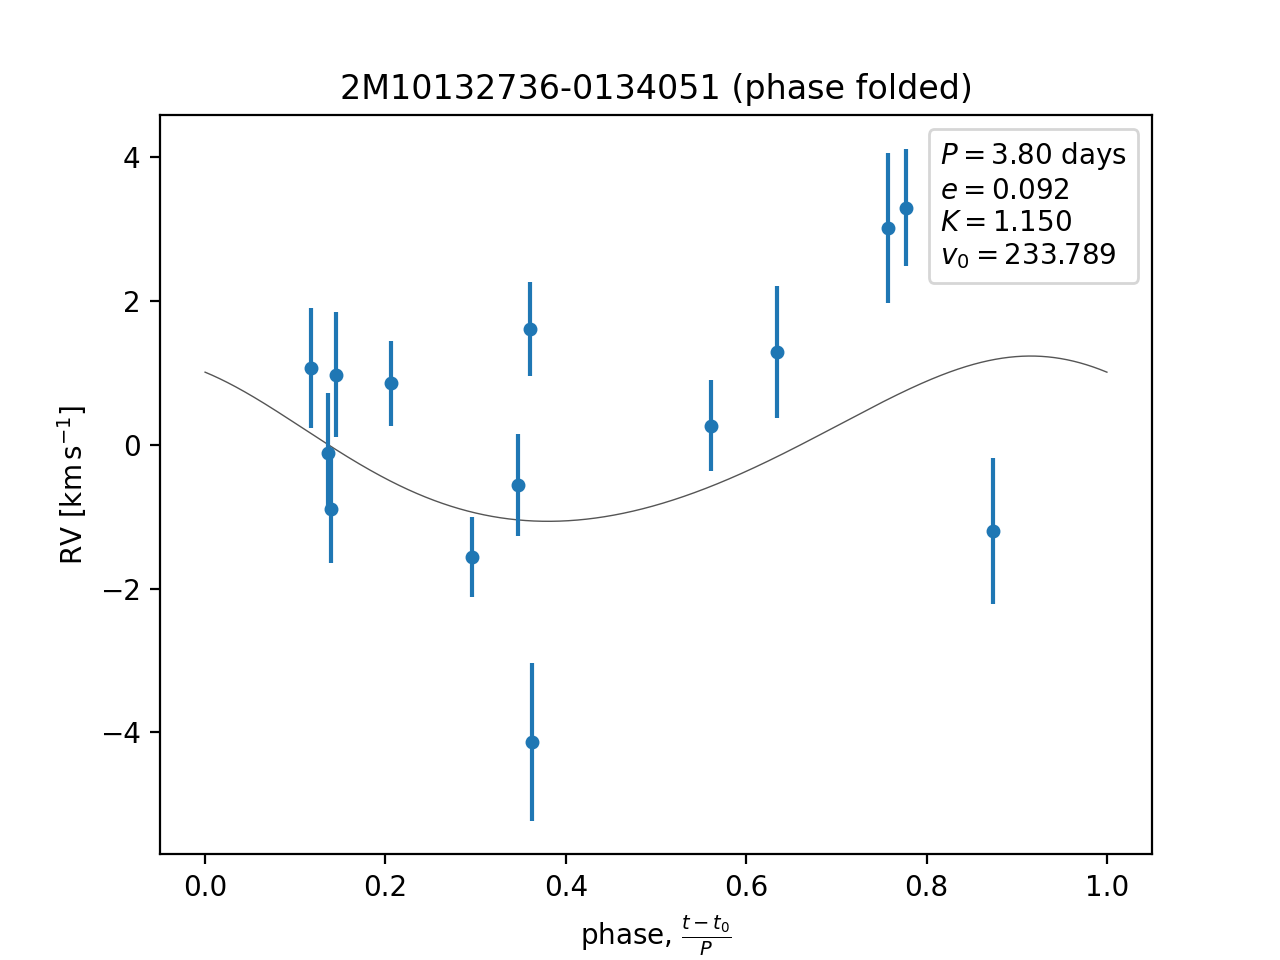 2M10132736-0134051 (phase folded)
P = 3.80 days
e = 0.092
K = 1.150
v₀ = 233.789
4
2
0
−2
−4
RV [km s⁻¹]
0.0 0.2 0.4 0.6 0.8 1.0
phase, (t − t₀)/P